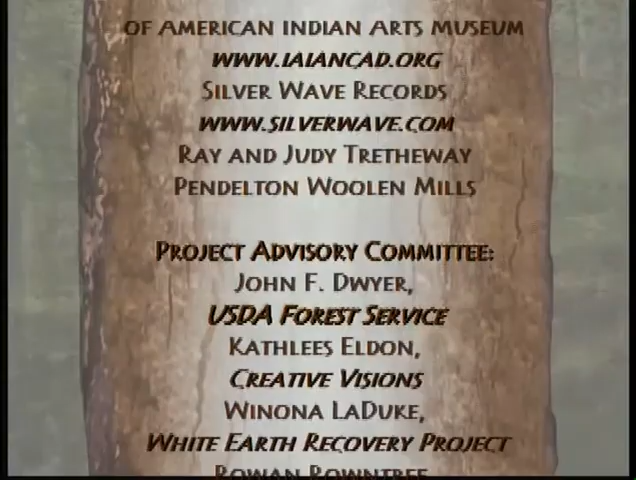 OF AMERICAN INDIAN ARTS MUSEUM
WWW.IAIANCAD.ORG
SILVER WAVE RECORDS
WWW.SILVERWAVE.COM
RAY AND JUDY TRETHEWAY
PENDELTON WOOLEN MILLS
PROJECT ADVISORY COMMITTEE:
JOHN F. DWYER,
USDA FOREST SERVICE
KATHLEES ELDON,
CREATIVE VISIONS
WINONA LADUKE,
WHITE EARTH RECOVERY PROJECT
ROWAN ROWNTREE